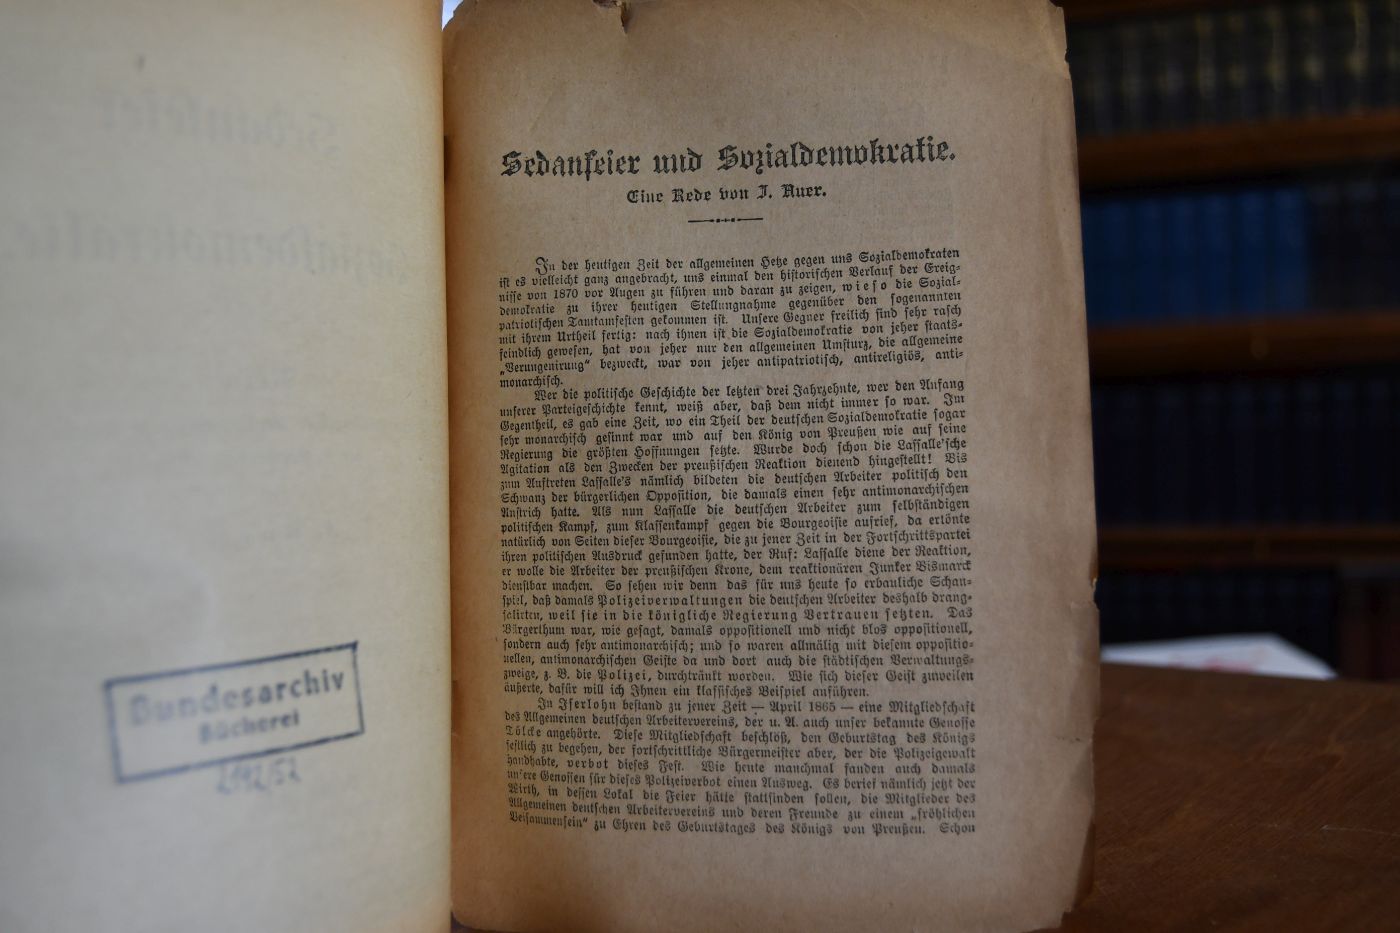 Bundesarchiv
Bücherei
2142/52
Sedanfeier und Sozialdemokratie.
Eine Rede von I. Auer.
In der heutigen Zeit der allgemeinen Hetze gegen uns Sozialdemokraten
ist es vielleicht ganz angebracht, uns einmal den historischen Verlauf der Ereig-
nisse von 1870 vor Augen zu führen und daran zu zeigen, wieso die Sozial-
demokratie zu ihrer heutigen Stellungnahme gegenüber den sogenannten
patriotischen Tamtamfesten gekommen ist. Unsere Gegner freilich sind sehr rasch
mit ihrem Urtheil fertig: nach ihnen ist die Sozialdemokratie von jeher staats-
feindlich gewesen, hat von jeher nur den allgemeinen Umsturz, die allgemeine
„Verungenirung“ bezweckt, war von jeher antipatriotisch, antireligiös, anti-
monarchisch.
Wer die politische Geschichte der letzten drei Jahrzehnte, wer den Anfang
unserer Parteigeschichte kennt, weiß aber, daß dem nicht immer so war. Im
Gegentheil, es gab eine Zeit, wo ein Theil der deutschen Sozialdemokratie sogar
sehr monarchisch gesinnt war und auf den König von Preußen wie auf seine
Regierung die größten Hoffnungen setzte. Wurde doch schon die Lassalle'sche
Agitation als den Zwecken der preußischen Reaktion dienend hingestellt! Bis
zum Auftreten Lassalle's nämlich bildeten die deutschen Arbeiter politisch den
Schwanz der bürgerlichen Opposition, die damals einen sehr antimonarchischen
Anstrich hatte. Als nun Lassalle die deutschen Arbeiter zum selbständigen
politischen Kampf, zum Klassenkampf gegen die Bourgeoisie aufrief, da ertönte
natürlich von Seiten dieser Bourgeoisie, die zu jener Zeit in der Fortschrittspartei
ihren politischen Ausdruck gefunden hatte, der Ruf: Lassalle diene der Reaktion,
er wolle die Arbeiter der preußischen Krone, dem reaktionären Junker Bismarck
dienstbar machen. So sehen wir denn das für uns heute so erbauliche Schau-
spiel, daß damals Polizeiverwaltungen die deutschen Arbeiter deshalb drang-
salirten, weil sie in die königliche Regierung Vertrauen setzten. Das
Bürgerthum war, wie gesagt, damals oppositionell und nicht blos oppositionell,
sondern auch sehr antimonarchisch; und so waren allmälig mit diesem oppositio-
nellen, antimonarchischen Geiste da und dort auch die städtischen Verwaltungs-
zweige, z. B. die Polizei, durchtränkt worden. Wie sich dieser Geist zuweilen
äußerte, dafür will ich Ihnen ein klassisches Beispiel anführen.
In Iserlohn bestand zu jener Zeit — April 1865 — eine Mitgliedschaft
des Allgemeinen deutschen Arbeitervereins, der u. A. auch unser bekannte Genosse
Tölcke angehörte. Diese Mitgliedschaft beschloß, den Geburtstag des Königs
festlich zu begehen, der fortschrittliche Bürgermeister aber, der die Polizeigewalt
handhabte, verbot dieses Fest. Wie heute manchmal fanden auch damals
unsere Genossen für dieses Polizeiverbot einen Ausweg. Es berief nämlich jetzt der
Wirth, in dessen Lokal die Feier hätte stattfinden sollen, die Mitglieder des
Allgemeinen deutschen Arbeitervereins und deren Freunde zu einem „fröhlichen
Beisammensein“ zu Ehren des Geburtstages des Königs von Preußen. Schon